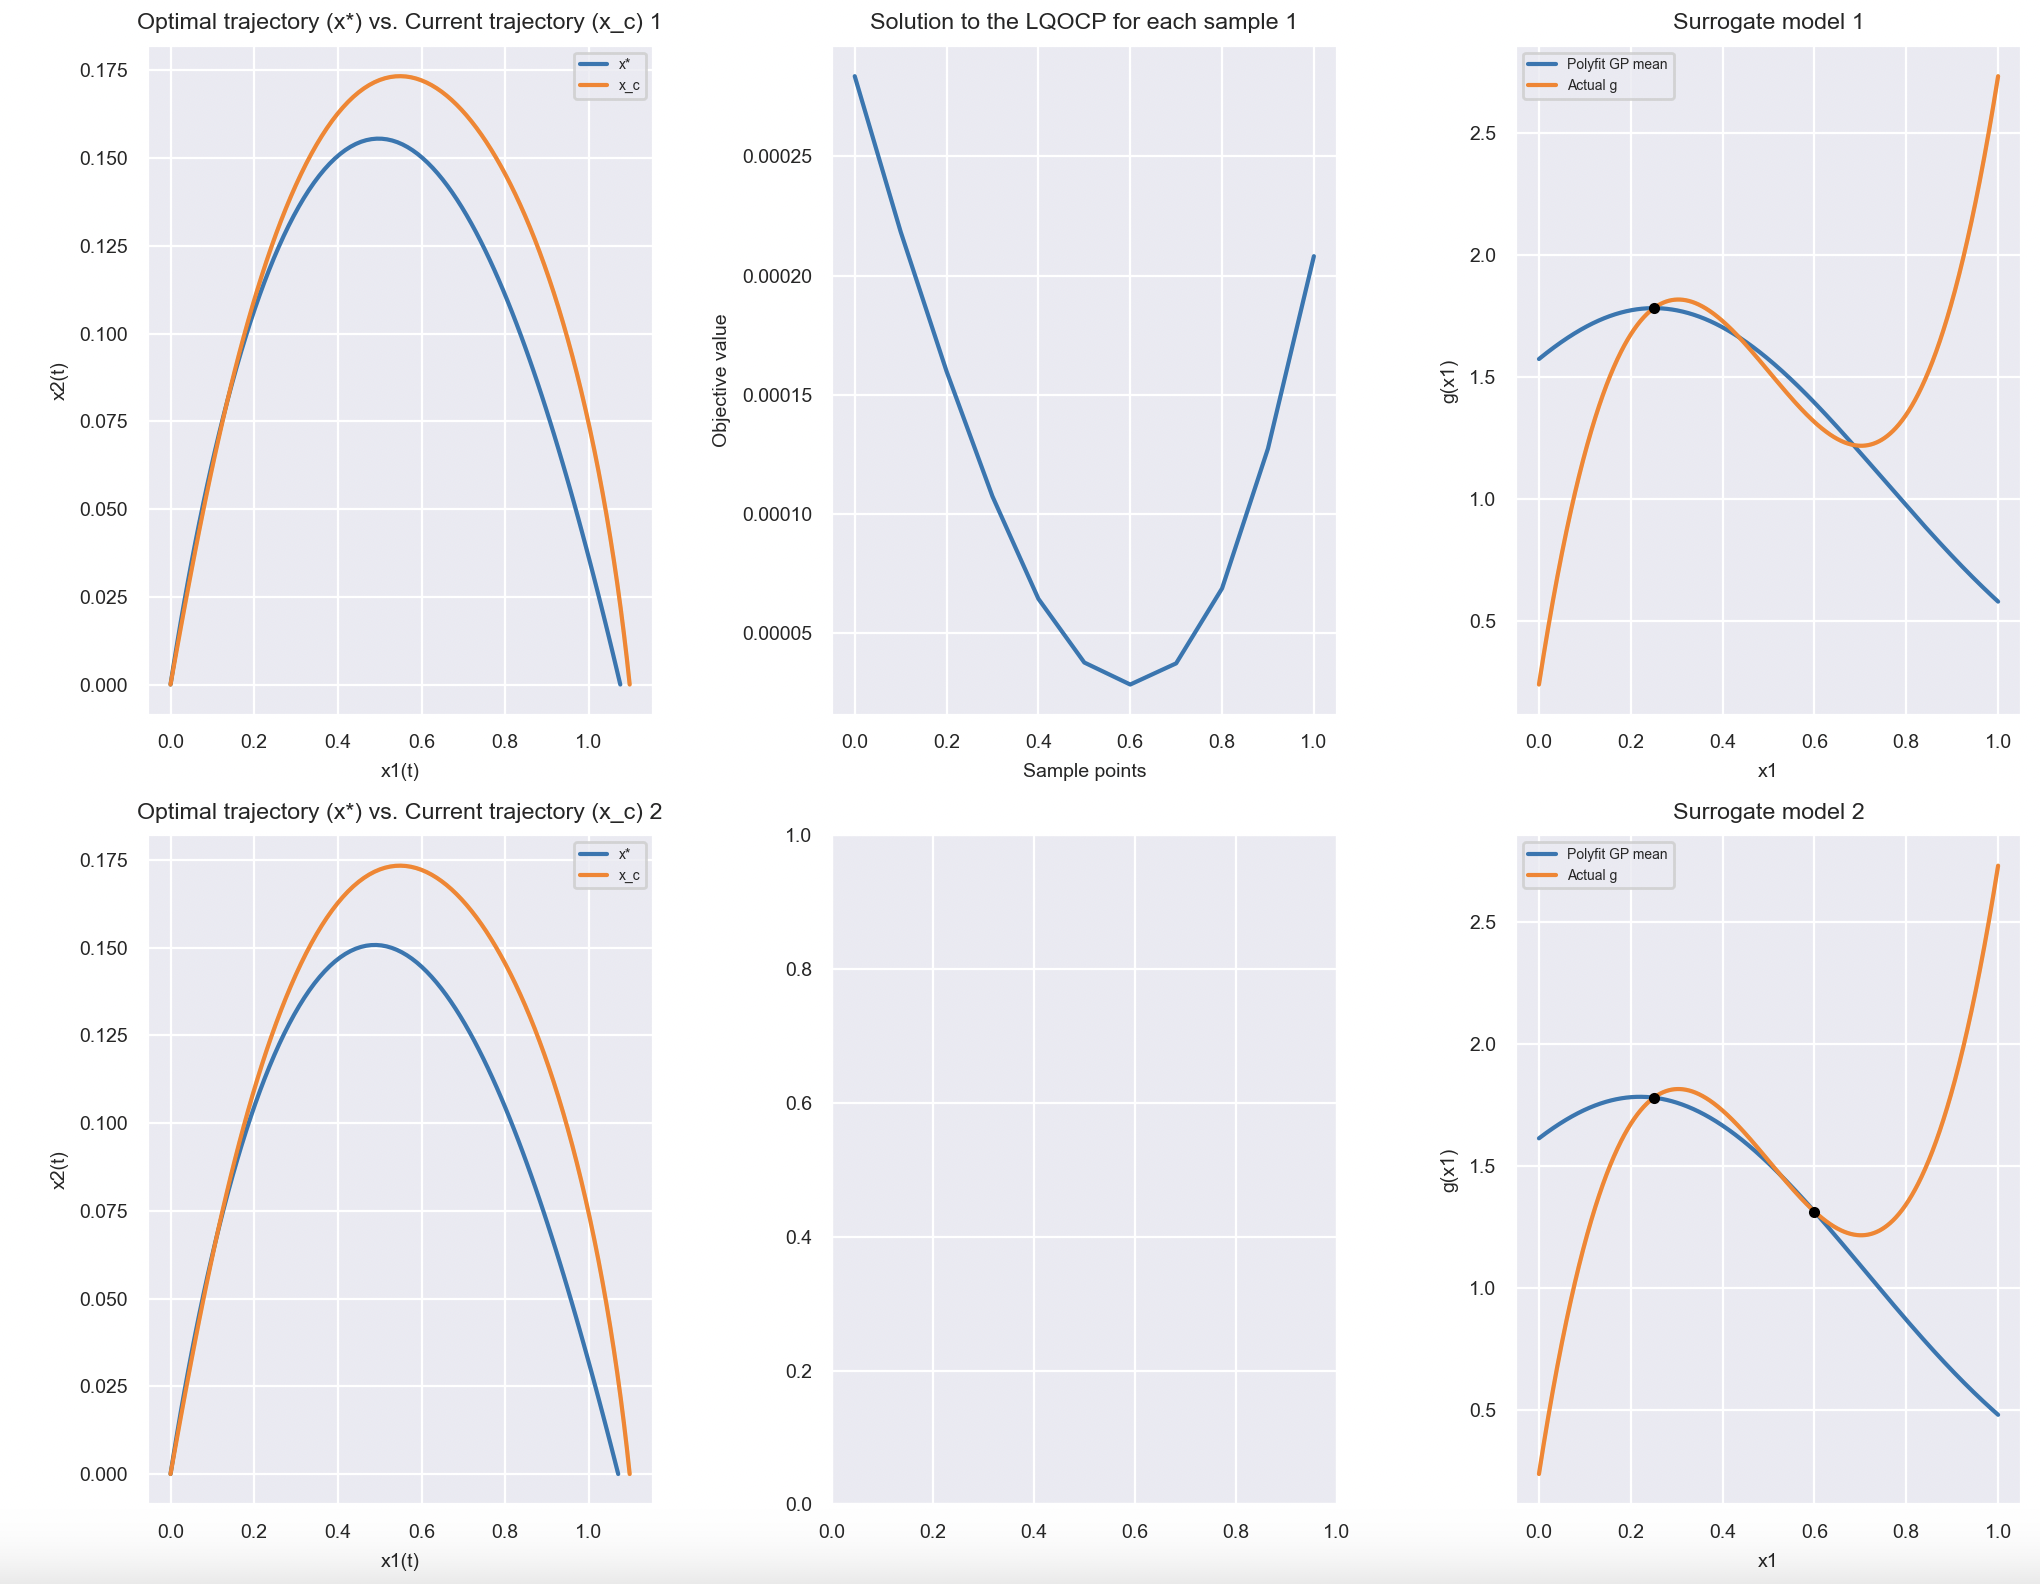 Optimal trajectory (x*) vs. Current trajectory (x_c) 1
x*
x_c
0.175
0.150
0.125
0.100
0.075
0.050
0.025
0.000
x2(t)
0.0 0.2 0.4 0.6 0.8 1.0
x1(t)
Solution to the LQOCP for each sample 1
0.00025
0.00020
0.00015
0.00010
0.00005
Objective value
0.0 0.2 0.4 0.6 0.8 1.0
Sample points
Surrogate model 1
Polyfit GP mean
Actual g
2.5
2.0
1.5
1.0
0.5
g(x1)
0.0 0.2 0.4 0.6 0.8 1.0
x1
Optimal trajectory (x*) vs. Current trajectory (x_c) 2
x*
x_c
0.175
0.150
0.125
0.100
0.075
0.050
0.025
0.000
x2(t)
0.0 0.2 0.4 0.6 0.8 1.0
x1(t)
1.0
0.8
0.6
0.4
0.2
0.0
0.0 0.2 0.4 0.6 0.8 1.0
Surrogate model 2
Polyfit GP mean
Actual g
2.5
2.0
1.5
1.0
0.5
g(x1)
0.0 0.2 0.4 0.6 0.8 1.0
x1